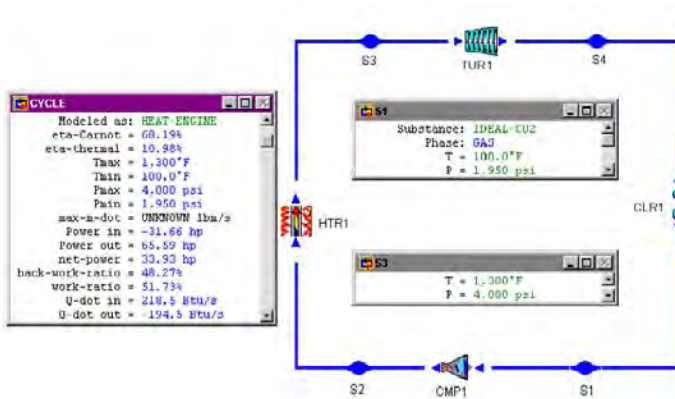 S3
TUR1
S4
CYCLE
Modeled as: HEAT ENGINE
eta-Carnot = 68.19%
eta-thermal = 10.98%
Tmax = 1,300°F
Tmin = 100.0°F
Pmax = 4.000 psi
Pmin = 1.950 psi
max-m-dot = UNKNOWN lbm/s
Power in = -31.66 hp
Power out = 65.59 hp
net-power = 33.93 hp
back-work-ratio = 48.27%
work-ratio = 51.73%
Q-dot in = 218.5 Btu/s
Q-dot out = -194.5 Btu/s
S1
Substance: IDEAL-CO2
Phase: GAS
T = 100.0°F
P = 1.950 psi
HTR1
CLR1
S3
T = 1,300°F
P = 4.000 psi
S2
CMP1
S1